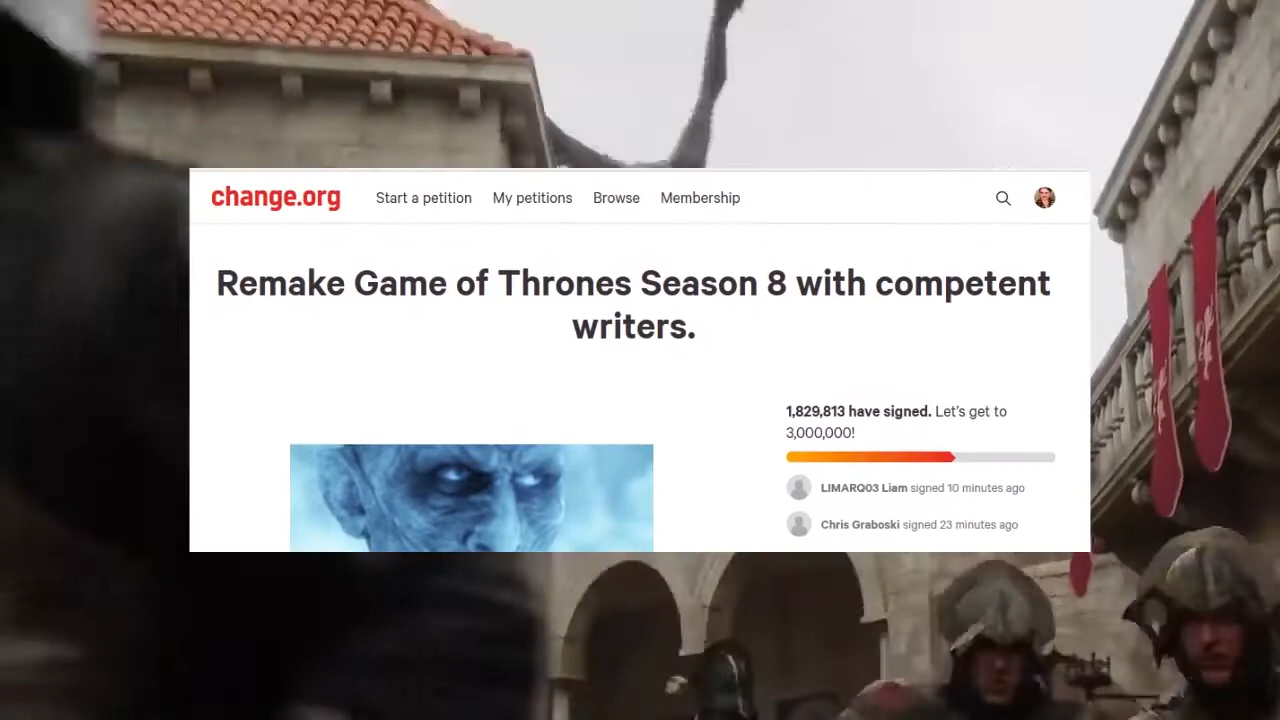 change.org Start a petition My petitions Browse Membership
Remake Game of Thrones Season 8 with competent
writers.
1,829,813 have signed. Let's get to
3,000,000!
LIMARQ03 Liam signed 10 minutes ago
Chris Graboski signed 23 minutes ago